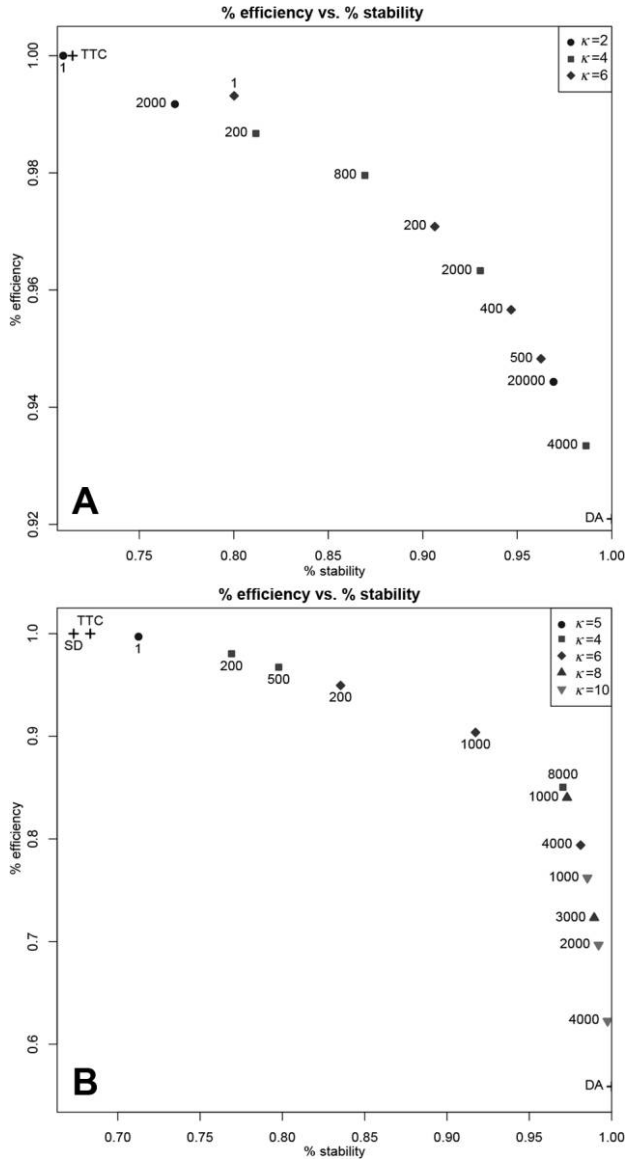 % efficiency vs. % stability
1.00
TTC
1
κ=2
κ=4
κ=6
2000
1
200
0.98
800
200
% efficiency
0.96
2000
400
500
20000
0.94
4000
A
DA
0.92
0.75
0.80
0.85
0.90
0.95
1.00
% stability
% efficiency vs. % stability
TTC
1.0
SD
1
κ=5
κ=4
κ=6
κ=8
κ=10
200
500
200
0.9
1000
8000
1000
% efficiency
0.8
4000
1000
3000
0.7
2000
4000
0.6
B
DA
0.70
0.75
0.80
0.85
0.90
0.95
1.00
% stability